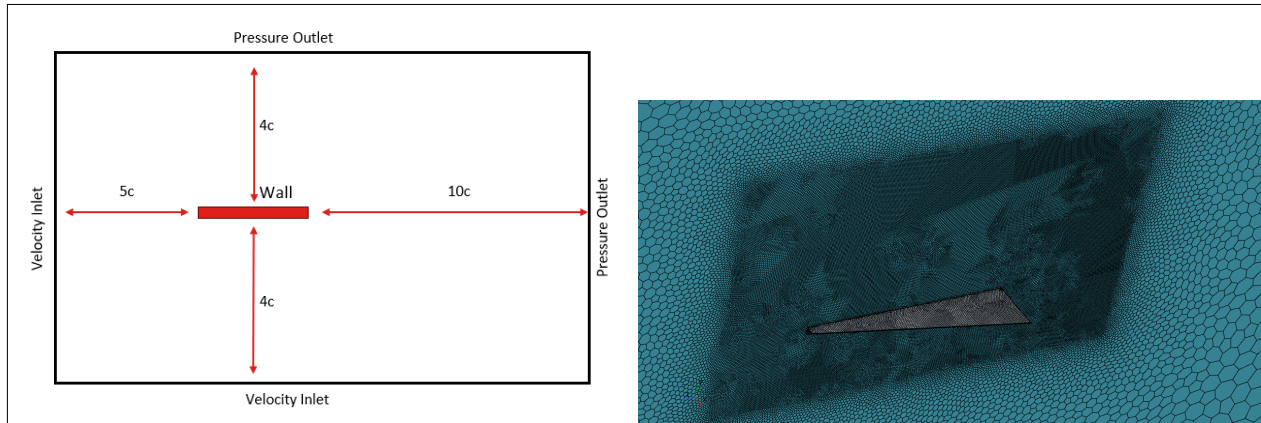 Pressure Outlet
4c
5c
Wall
10c
Velocity Inlet
Pressure Outlet
4c
Velocity Inlet